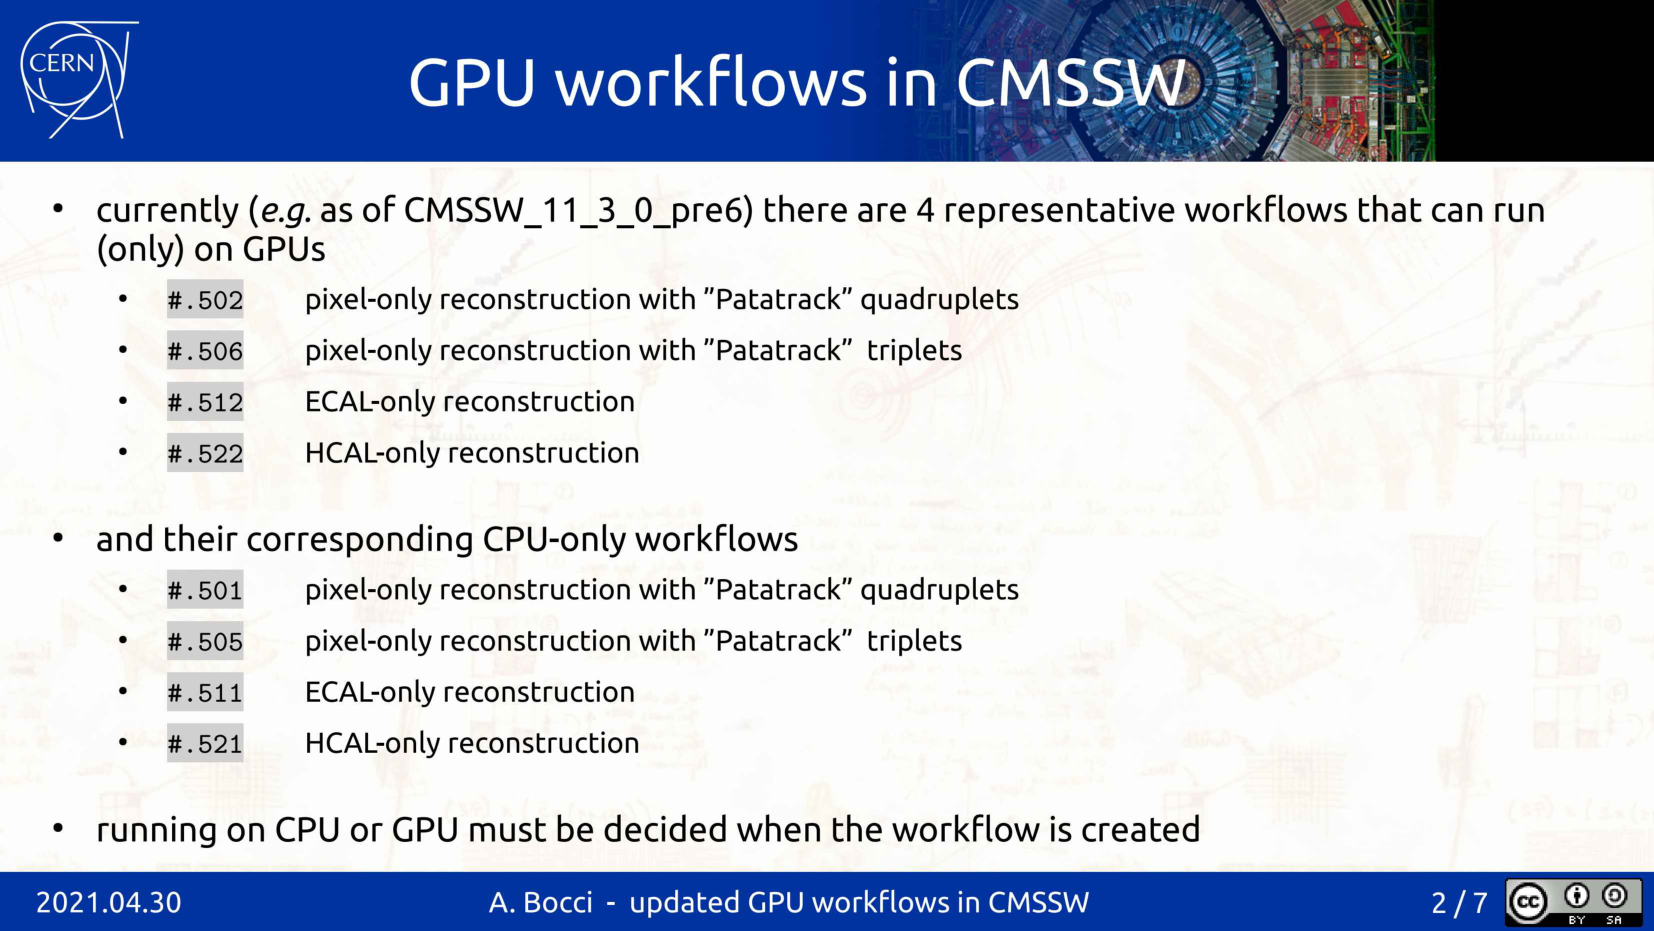 CERN
GPU workflows in CMSSW
• currently (e.g. as of CMSSW_11_3_0_pre6) there are 4 representative workflows that can run
(only) on GPUs
• #.502 pixel-only reconstruction with ”Patatrack” quadruplets
• #.506 pixel-only reconstruction with ”Patatrack” triplets
• #.512 ECAL-only reconstruction
• #.522 HCAL-only reconstruction
• and their corresponding CPU-only workflows
• #.501 pixel-only reconstruction with ”Patatrack” quadruplets
• #.505 pixel-only reconstruction with ”Patatrack” triplets
• #.511 ECAL-only reconstruction
• #.521 HCAL-only reconstruction
• running on CPU or GPU must be decided when the workflow is created
2021.04.30 A. Bocci - updated GPU workflows in CMSSW 2 / 7
cc BY SA